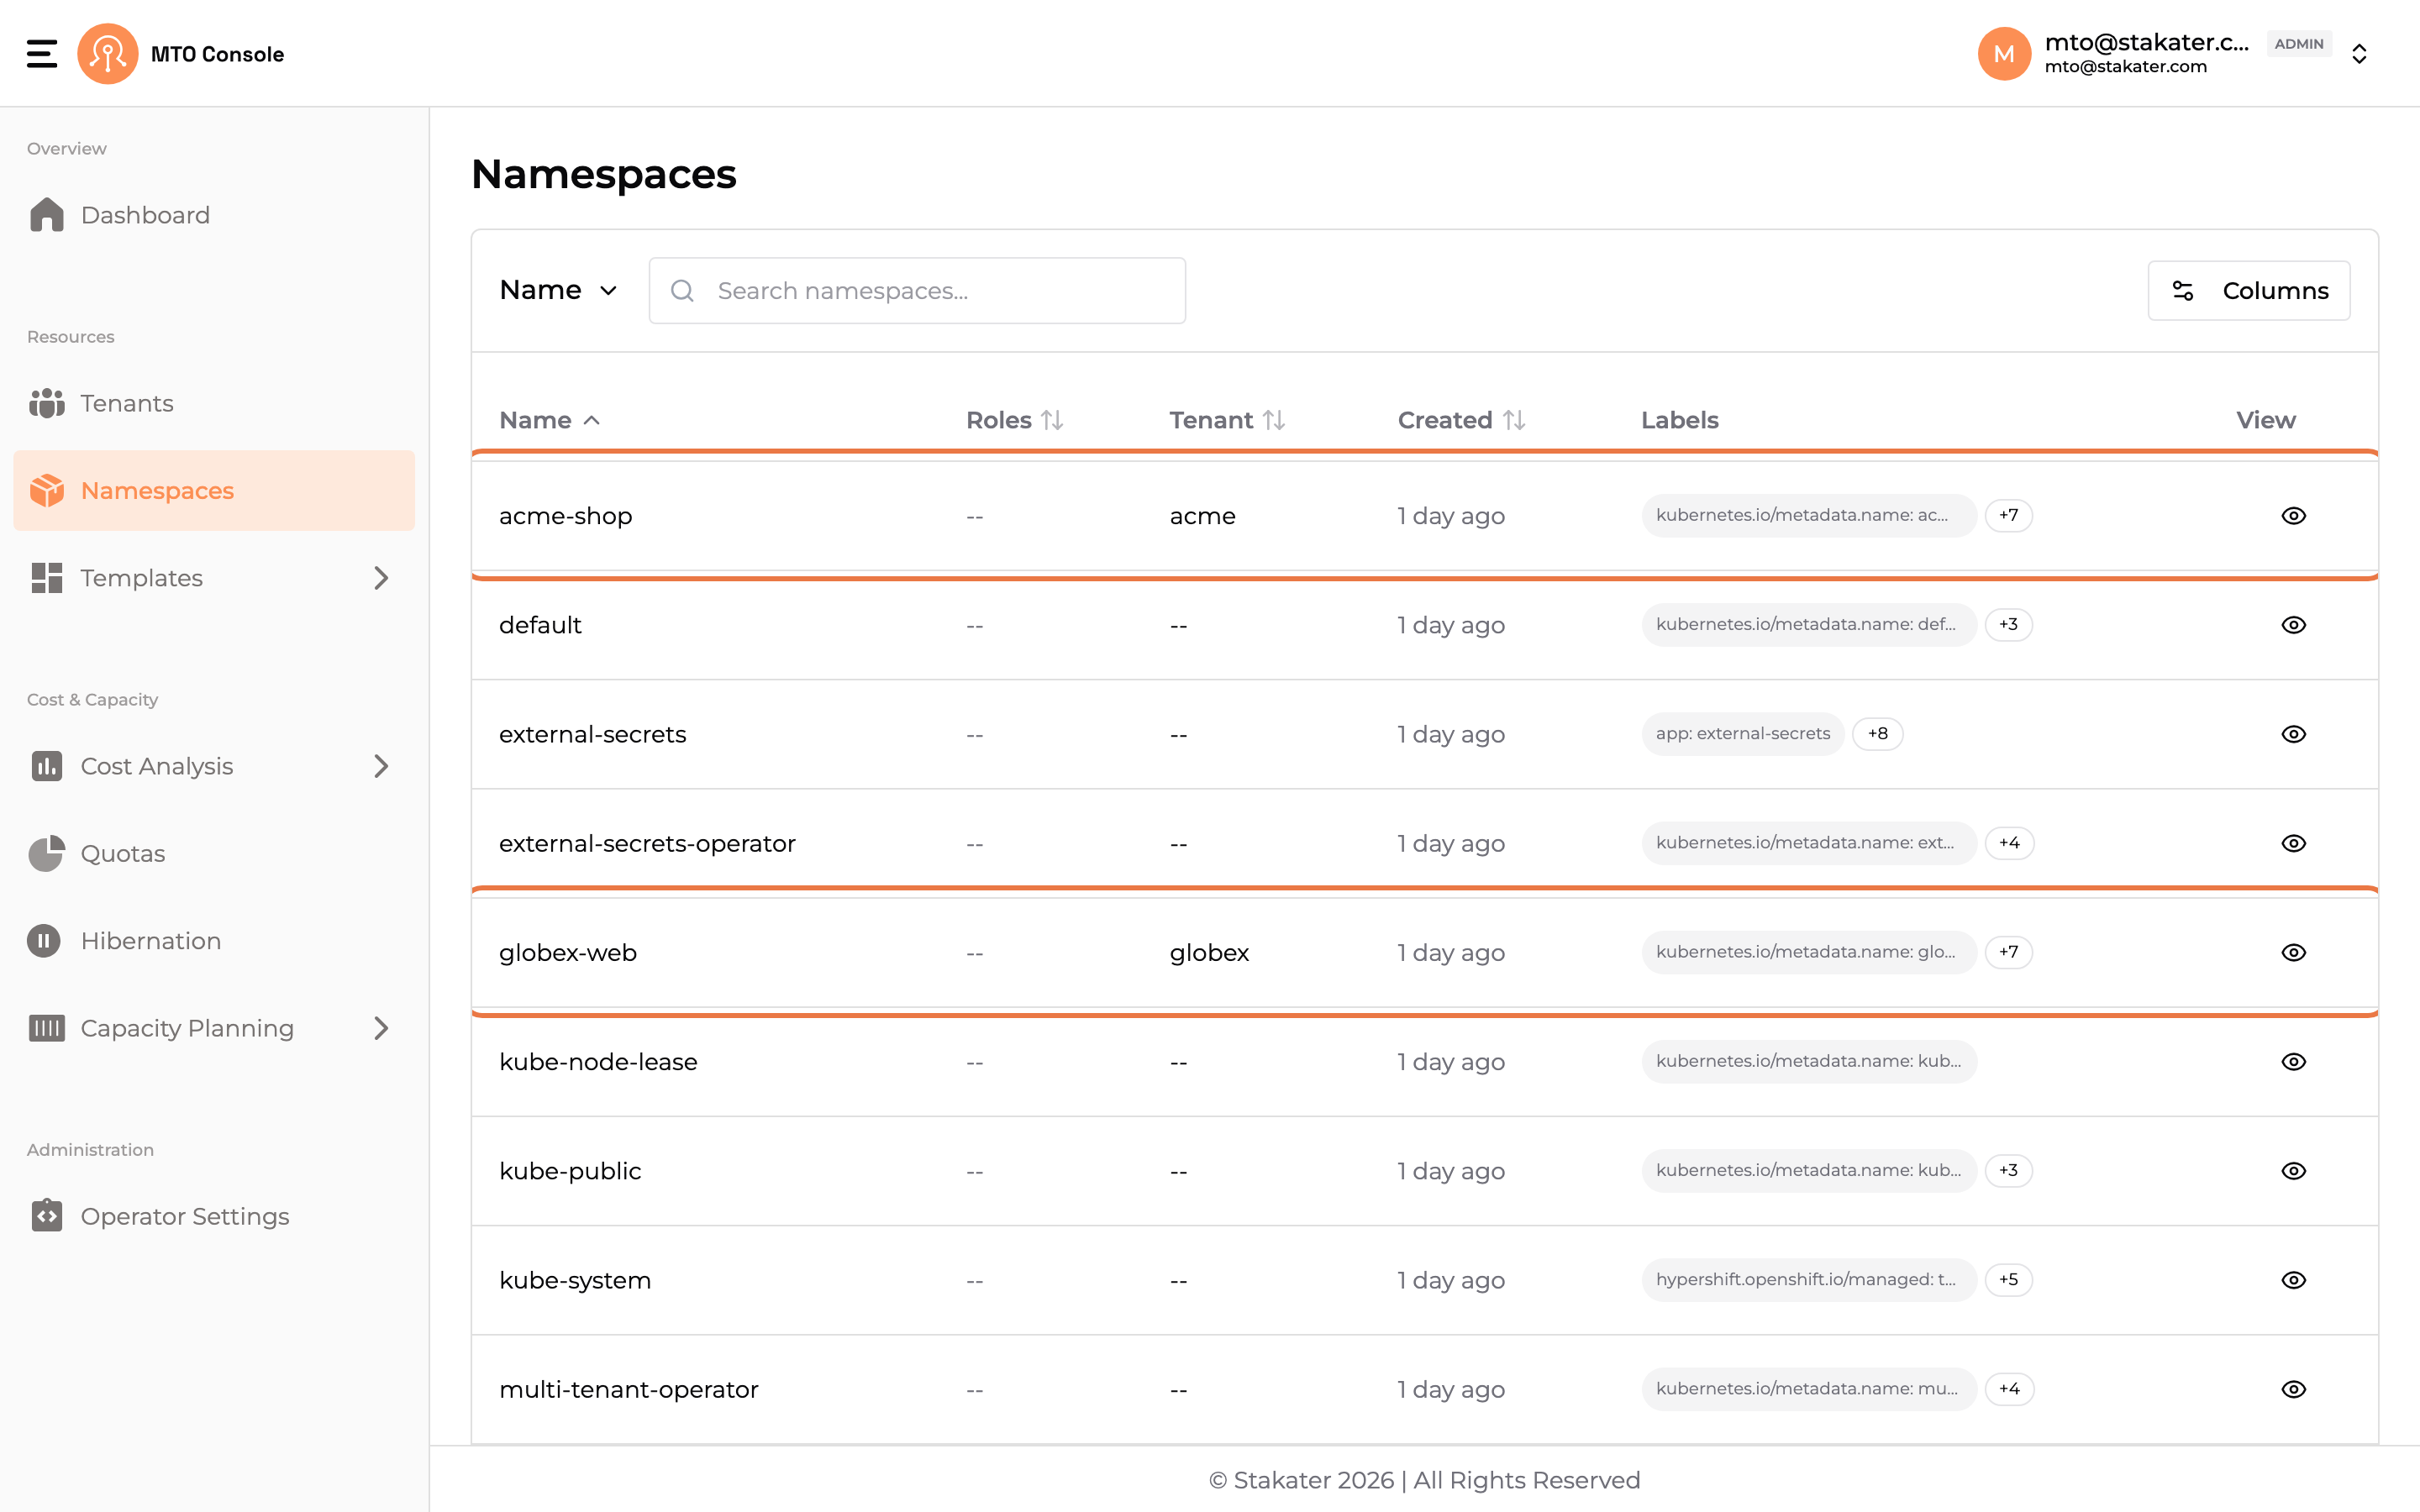 MTO Console
M
mto@stakater.c...
ADMIN
mto@stakater.com
Overview
Dashboard
Resources
Tenants
Namespaces
Templates
Cost & Capacity
Cost Analysis
Quotas
Hibernation
Capacity Planning
Administration
Operator Settings
Namespaces
Name
Search namespaces...
Columns
Name Roles Tenant Created Labels View
acme-shop -- acme 1 day ago kubernetes.io/metadata.name: ac... +7
default -- -- 1 day ago kubernetes.io/metadata.name: def... +3
external-secrets -- -- 1 day ago app: external-secrets +8
external-secrets-operator -- -- 1 day ago kubernetes.io/metadata.name: ext... +4
globex-web -- globex 1 day ago kubernetes.io/metadata.name: glo... +7
kube-node-lease -- -- 1 day ago kubernetes.io/metadata.name: kub...
kube-public -- -- 1 day ago kubernetes.io/metadata.name: kub... +3
kube-system -- -- 1 day ago hypershift.openshift.io/managed: t... +5
multi-tenant-operator -- -- 1 day ago kubernetes.io/metadata.name: mu... +4
© Stakater 2026 | All Rights Reserved